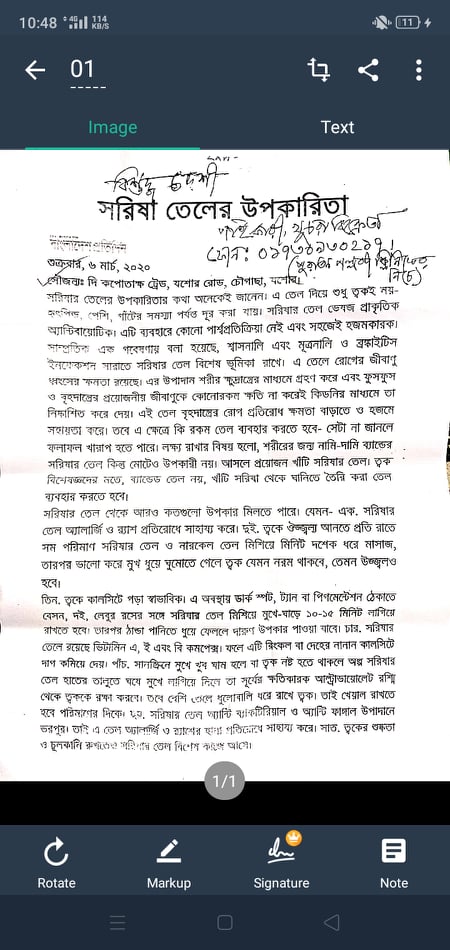 10:48 4G 114 KB/S 11
01
Image Text
বিশুদ্ধ দেশী
সরিষা তেলের উপকারিতা
পাইকারী, খুচরা বিক্রেতা
বাংলাদেশ প্রতিদিন
ফোন:
শুক্রবার, ৬ মার্চ, ২০২০
সৌজন্যঃ দি কপোতাক্ষ ট্রেড, যশোর রোড, চৌগাছা, যশোর।
সরিষার তেলের উপকারিতার কথা অনেকেই জানেন। এ তেল দিয়ে শুধু ত্বকই নয়-
হৃৎপিন্ড, পেশি, গাঁটের সমস্যা পর্যন্ত দূর করা যায়। সরিষার তেল ভেষজ প্রাকৃতিক
অ্যান্টিবায়োটিক। এটি ব্যবহারে কোনো পার্শ্বপ্রতিক্রিয়া নেই এবং সহজেই হজমকারক।
সাম্প্রতিক এক গবেষণায় বলা হয়েছে, শ্বাসনালি এবং মূত্রনালি ও ব্রঙ্কাইটিস
ইনফেকশন সারাতে সরিষার তেল বিশেষ ভূমিকা রাখে। এ তেলে রোগের জীবাণু
ধ্বংসের ক্ষমতা রয়েছে। এর উপাদান শরীর ক্ষুদ্রান্ত্রের মাধ্যমে গ্রহণ করে এবং ফুসফুস
ও বৃহদান্ত্রের প্রয়োজনীয় জীবাণুকে কোনোরকম ক্ষতি না করেই কিডনির মাধ্যমে তা
নিষ্কাশিত করে দেয়। এই তেল বৃহদান্ত্রের রোগ প্রতিরোধ ক্ষমতা বাড়াতে ও হজমে
সহায়তা করে। তবে এ ক্ষেত্রে কি রকম তেল ব্যবহার করতে হবে- সেটা না জানলে
ফলাফল খারাপ হতে পারে। লক্ষ্য রাখার বিষয় হলো, শরীরের জন্য নামি-দামি ব্যান্ডের
সরিষার তেল কিন্তু মোটেও উপকারী নয়। আসলে প্রয়োজন খাঁটি সরিষার তেল। ত্বক
বিশেষজ্ঞদের মতে, ব্যান্ডেড তেল নয়, খাঁটি সরিষা থেকে ঘানিতে তৈরি করা তেল
ব্যবহার করতে হবে।
সরিষার তেল থেকে আরও কতগুলো উপকার মিলতে পারে। যেমন- এক. সরিষার
তেল অ্যালার্জি ও র‍্যাশ প্রতিরোধে সাহায্য করে। দুই. ত্বকে ঔজ্জ্বল্য আনতে প্রতি রাতে
সম পরিমাণ সরিষার তেল ও নারকেল তেল মিশিয়ে মিনিট দশেক ধরে মাসাজ,
তারপর ভালো করে মুখ ধুয়ে ঘুমোতে গেলে ত্বক যেমন নরম থাকবে, তেমন উজ্জ্বলও
হবে।
তিন. ত্বকে কালসিটে পড়া স্বাভাবিক। এ অবস্থায় ডার্ক স্পট, ট্যান বা পিগমেন্টেশন ঠেকাতে
বেসন, দই, লেবুর রসের সঙ্গে সরিষার তেল মিশিয়ে মুখে-ঘাড়ে ১০-১৫ মিনিট লাগিয়ে
রাখতে হবে। তারপর ঠান্ডা পানিতে ধুয়ে ফেললে দারুণ উপকার পাওয়া যাবে। চার. সরিষার
তেলে রয়েছে ভিটামিন এ, ই এবং বি কমপ্লেক্স। ফলে এটি রিংকল বা দেহের নানান কালসিটে
দাগ কমিয়ে দেয়। পাঁচ. সানস্ক্রিনে মুখে খুব ঘাম হলে বা ত্বক নষ্ট হতে থাকলে অল্প সরিষার
তেল হাতের তালুতে ঘষে মুখে লাগিয়ে দিলে তা সূর্যের ক্ষতিকারক আল্ট্রাভায়োলেট রশ্মি
থেকে ত্বককে রক্ষা করবে। তবে বেশি তেলে ধুলোবালি ধরে রাখে ত্বক। তাই খেয়াল রাখতে
হবে পরিমাণের দিকে। ছয়. সরিষার তেল অ্যান্টি ব্যাকটিরিয়াল ও অ্যান্টি ফাঙ্গাল উপাদানে
ভরপুর। তাই এ তেল অ্যালার্জি ও র‍্যাশের হানা প্রতিরোধে সাহায্য করে। সাত. ত্বকের শুষ্কতা
ও চুলকানি রুখতেও সরিষার তেল বিশেষ কাজে আসে।
1/1
Rotate Markup Signature Note